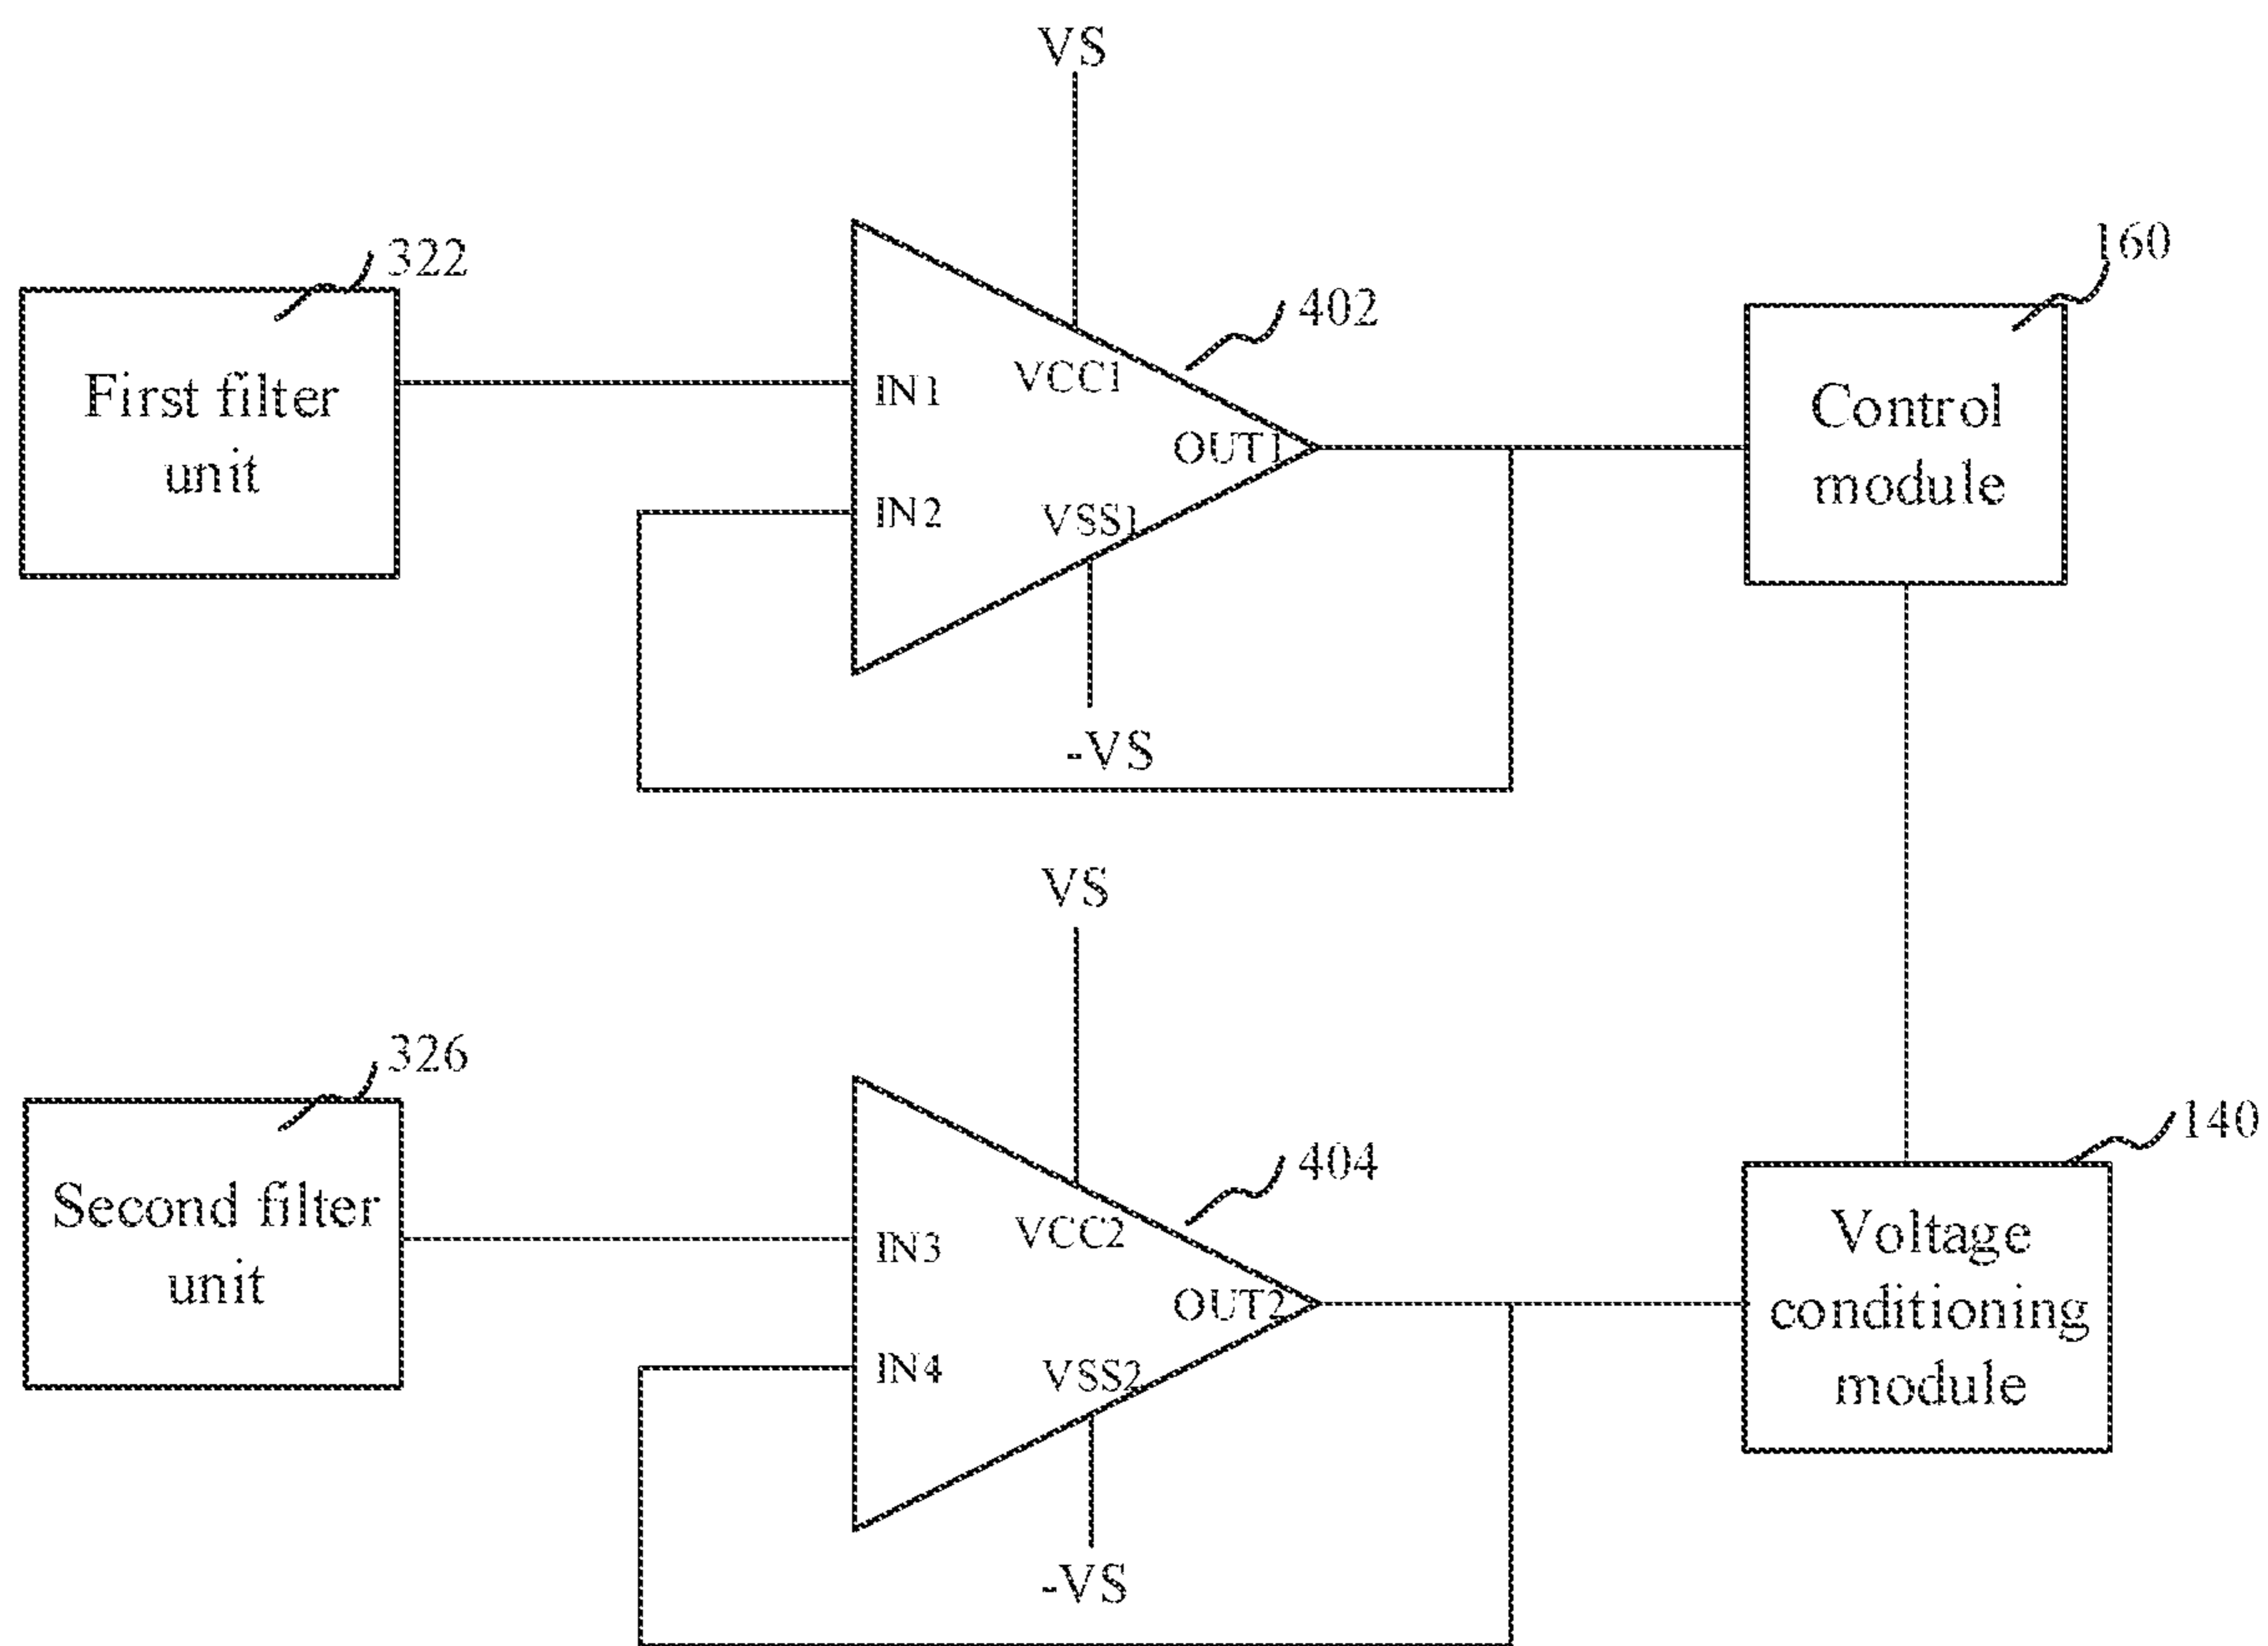 VS
322
160
402
First filter
unit
IN1
VCC1
OUT1
Control
module
IN2
VSS1
-VS
VS
326
140
404
Second filter
unit
IN3
VCC2
OUT2
Voltage
conditioning
module
IN4
VSS2
-VS